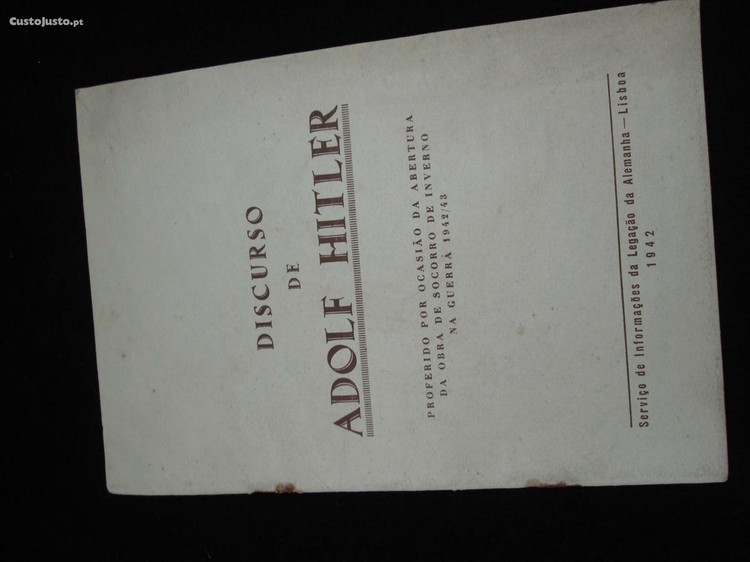 CustoJusto.pt
DISCURSO
DE
ADOLF HITLER
PROFERIDO POR OCASIÃO DA ABERTURA
DA OBRA DE SOCORRO DE INVERNO
NA GUERRA 1942/43
Serviço de Informações da Legação da Alemanha — Lisboa
1942